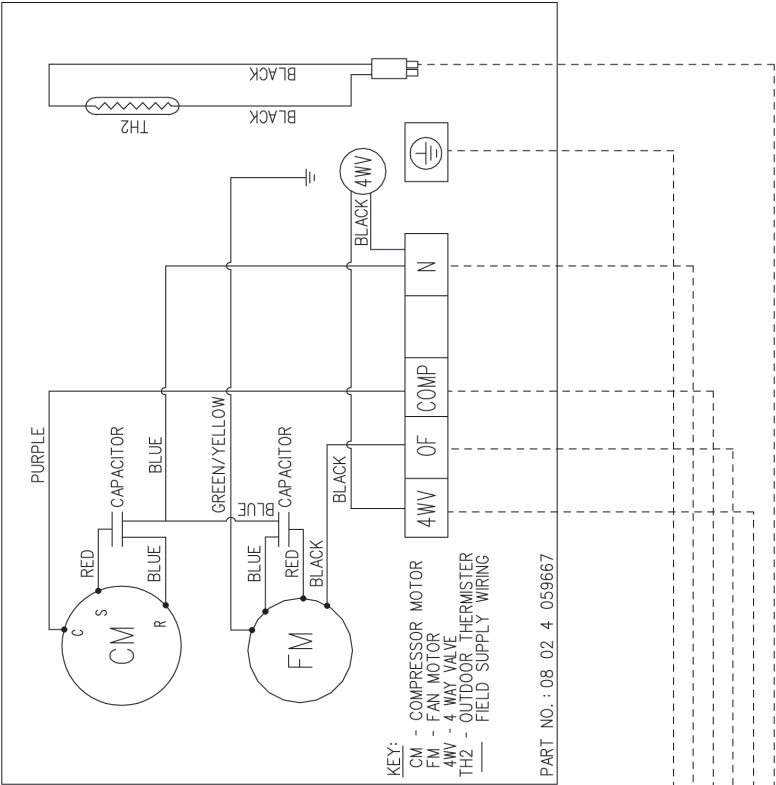 BLACK
BLACK
TH2
4WV
BLACK
N
COMP
OF
4WV
PURPLE
CAPACITOR
BLUE
GREEN/YELLOW
BLUE
CAPACITOR
BLACK
RED
BLUE
BLUE
RED
BLACK
C
S
R
CM
FM
KEY:
CM - COMPRESSOR MOTOR
FM - FAN MOTOR
4WV - 4 WAY VALVE
TH2 - OUTDOOR THERMISTER
FIELD SUPPLY WIRING
PART NO.: 08 02 4 059667